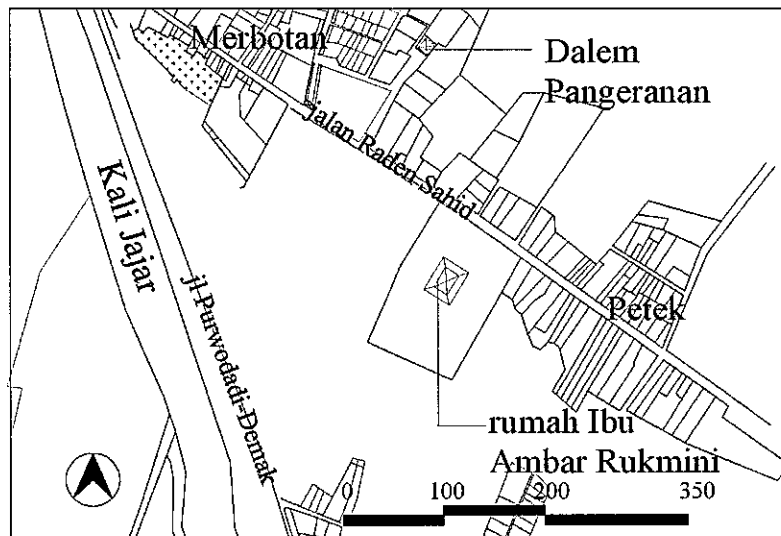 Merbotan
Dalem
Pangeranan
jalan Raden Sahid
Kali Jajar
jl Purwodadi-Demak
Petek
rumah Ibu
Ambar Rukmini
0 100 200 350